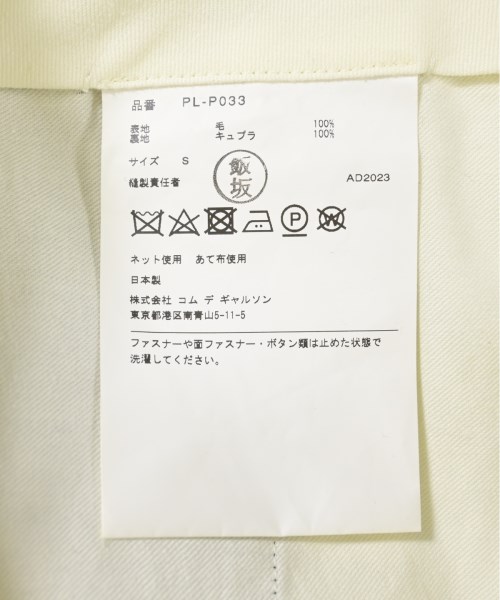 品番 PL-P033
表地 毛 100%
裏地 キュプラ 100%
サイズ S
飯坂
縫製責任者 AD2023
P W
ネット使用 あて布使用
日本製
株式会社 コム デ ギャルソン
東京都港区南青山5-11-5
ファスナーや面ファスナー・ボタン類は止めた状態で
洗濯してください。